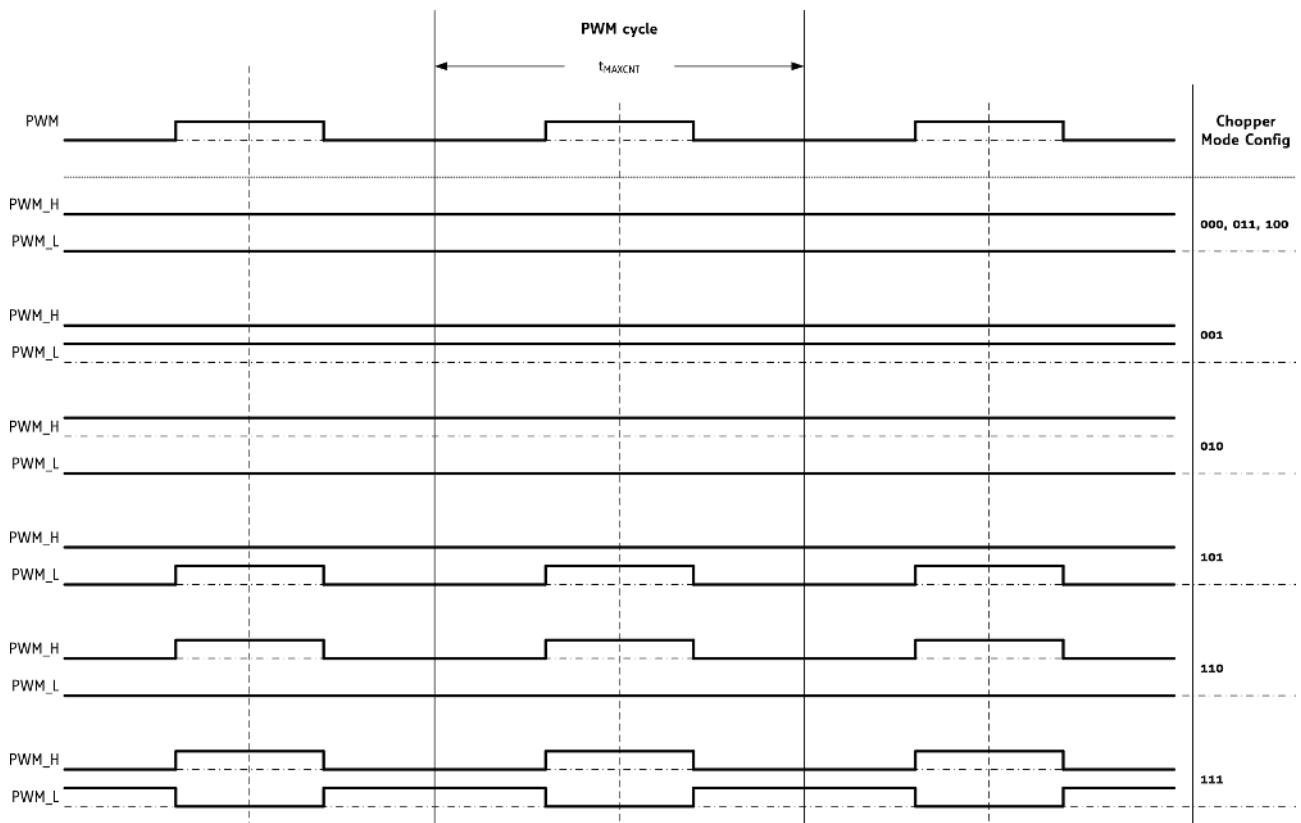 PWM cycle
tMAXCNT
PWM
Chopper
Mode Config
PWM_H
000, 011, 100
PWM_L
PWM_H
001
PWM_L
PWM_H
010
PWM_L
PWM_H
101
PWM_L
PWM_H
110
PWM_L
PWM_H
111
PWM_L